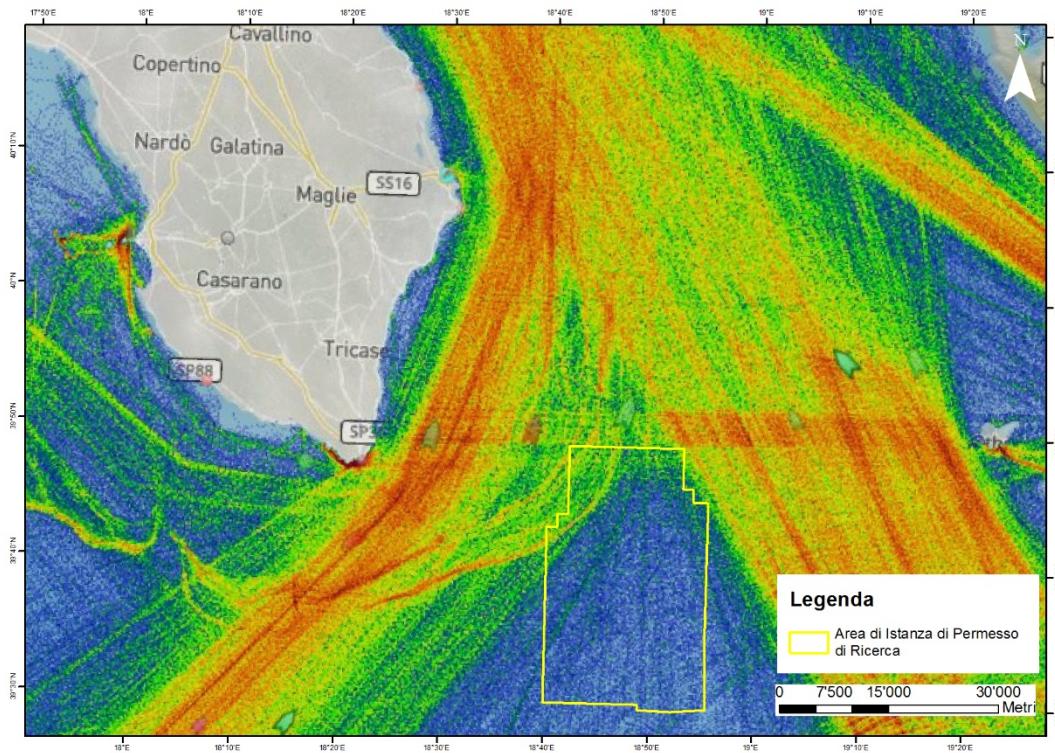 17°50'E
18°E
18°10'E
18°20'E
18°30'E
18°40'E
18°50'E
19°E
19°10'E
19°20'E
Cavallino
N
Copertino
40°10'N
Nardò
Galatina
SS16
Maglie
40°N
Casarano
Tricase
SP88
39°50'N
SP3
39°40'N
Legenda
Area di Istanza di Permesso
di Ricerca
39°30'N
0 7'500 15'000 30'000
Metri
18°E
18°10'E
18°20'E
18°30'E
18°40'E
18°50'E
19°E
19°10'E
19°20'E